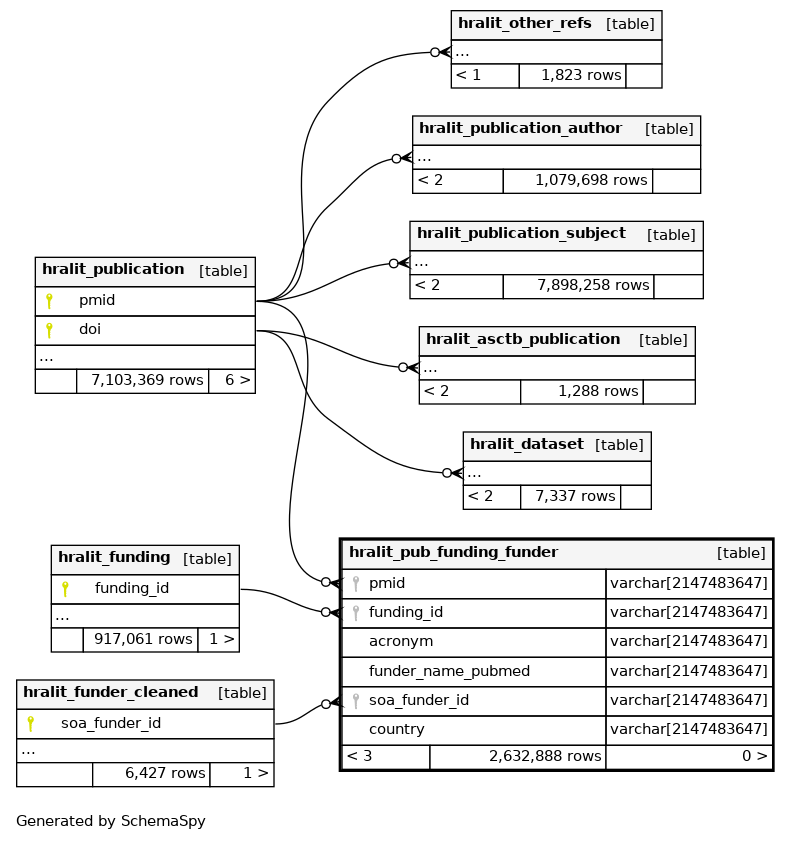 hralit_other_refs [table]
...
< 1 1,823 rows
hralit_publication_author [table]
...
< 2 1,079,698 rows
hralit_publication_subject [table]
...
< 2 7,898,258 rows
hralit_publication [table]
pmid
doi
...
7,103,369 rows 6 >
hralit_asctb_publication [table]
...
< 2 1,288 rows
hralit_dataset [table]
...
< 2 7,337 rows
hralit_funding [table]
funding_id
...
917,061 rows 1 >
hralit_pub_funding_funder [table]
pmid varchar[2147483647]
funding_id varchar[2147483647]
acronym varchar[2147483647]
funder_name_pubmed varchar[2147483647]
soa_funder_id varchar[2147483647]
country varchar[2147483647]
< 3 2,632,888 rows 0 >
hralit_funder_cleaned [table]
soa_funder_id
...
6,427 rows 1 >
Generated by SchemaSpy